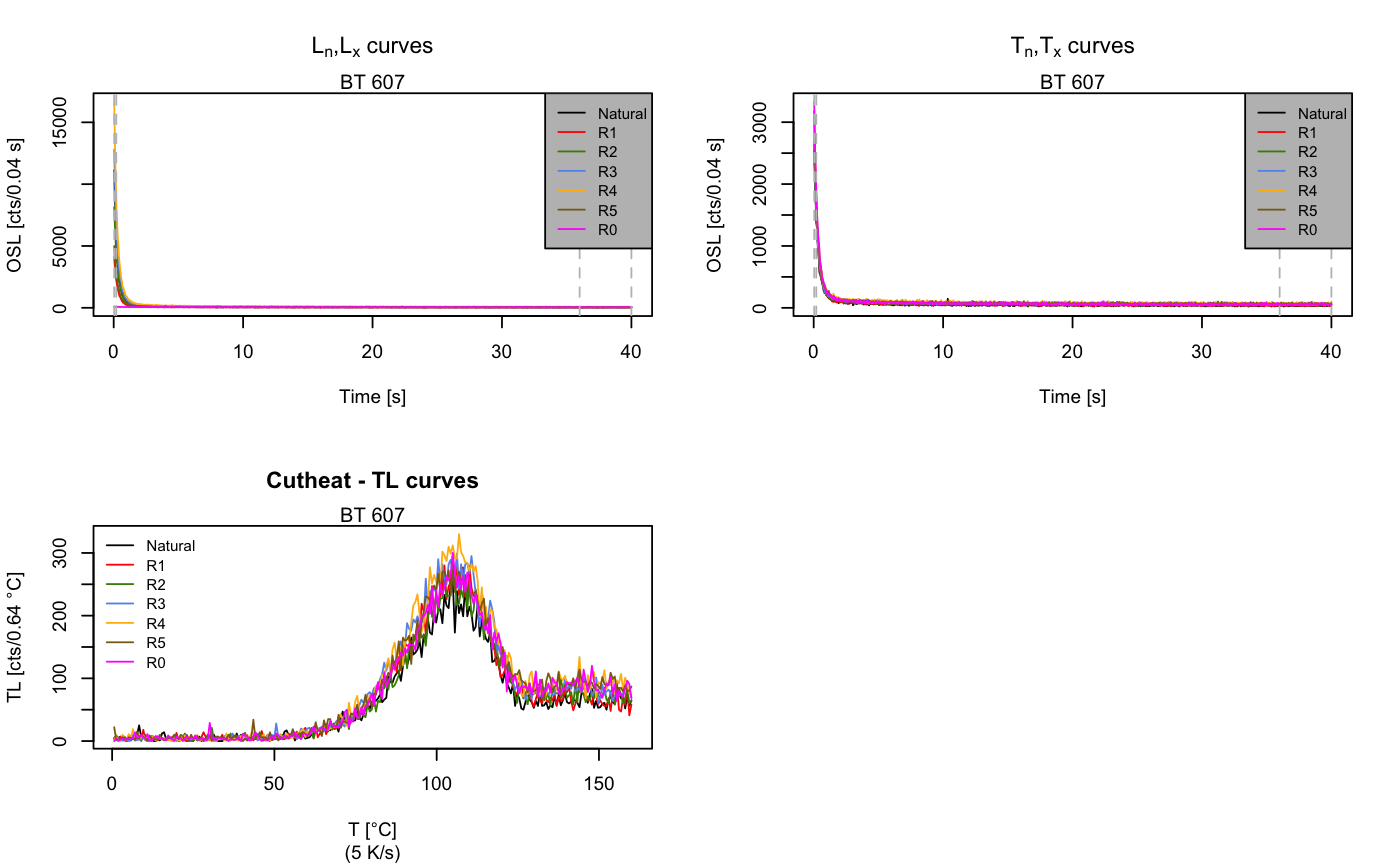 Lₙ,Lₓ curves
BT 607
OSL [cts/0.04 s]
0
5000
15000
0
10
20
30
40
Time [s]
Natural
R1
R2
R3
R4
R5
R0
Tₙ,Tₓ curves
BT 607
OSL [cts/0.04 s]
0
1000
2000
3000
0
10
20
30
40
Time [s]
Natural
R1
R2
R3
R4
R5
R0
Cutheat - TL curves
BT 607
TL [cts/0.64 °C]
0
100
200
300
0
50
100
150
T [°C]
(5 K/s)
Natural
R1
R2
R3
R4
R5
R0